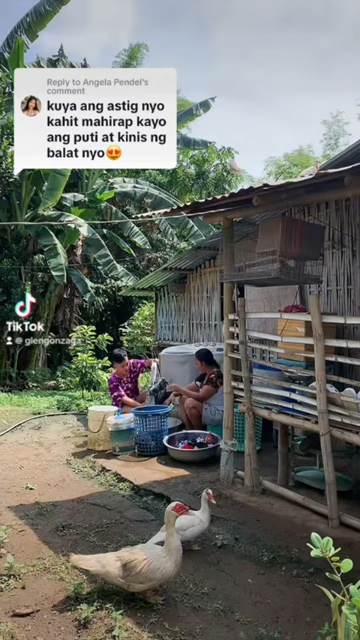 Reply to Angela Pendel's
comment
kuya ang astig nyo
kahit mahirap kayo
ang puti at kinis ng
balat nyo😍
TikTok
@glengonzaga